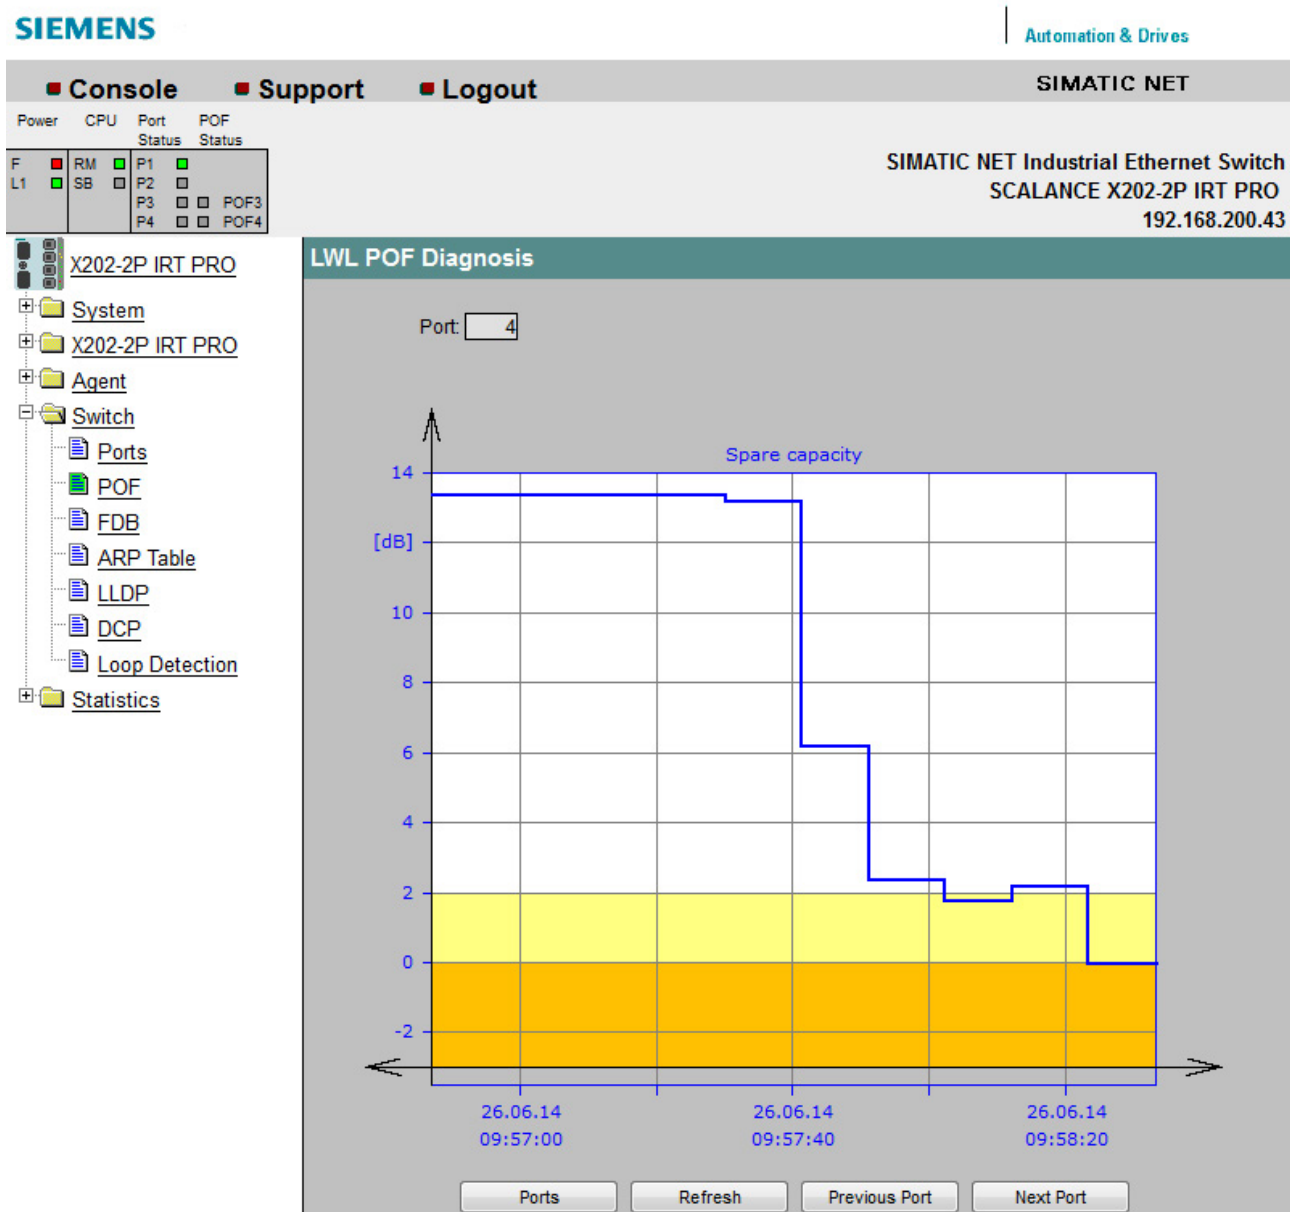 SIEMENS
Automation & Drives
Console Support Logout
SIMATIC NET
Power CPU Port POF
Status Status
F RM P1
L1 SB P2
P3 POF3
P4 POF4
SIMATIC NET Industrial Ethernet Switch
SCALANCE X202-2P IRT PRO
192.168.200.43
X202-2P IRT PRO
System
X202-2P IRT PRO
Agent
Switch
Ports
POF
FDB
ARP Table
LLDP
DCP
Loop Detection
Statistics
LWL POF Diagnosis
Port: 4
Spare capacity
14
[dB]
10
8
6
4
2
0
-2
26.06.14 26.06.14 26.06.14
09:57:00 09:57:40 09:58:20
Ports Refresh Previous Port Next Port